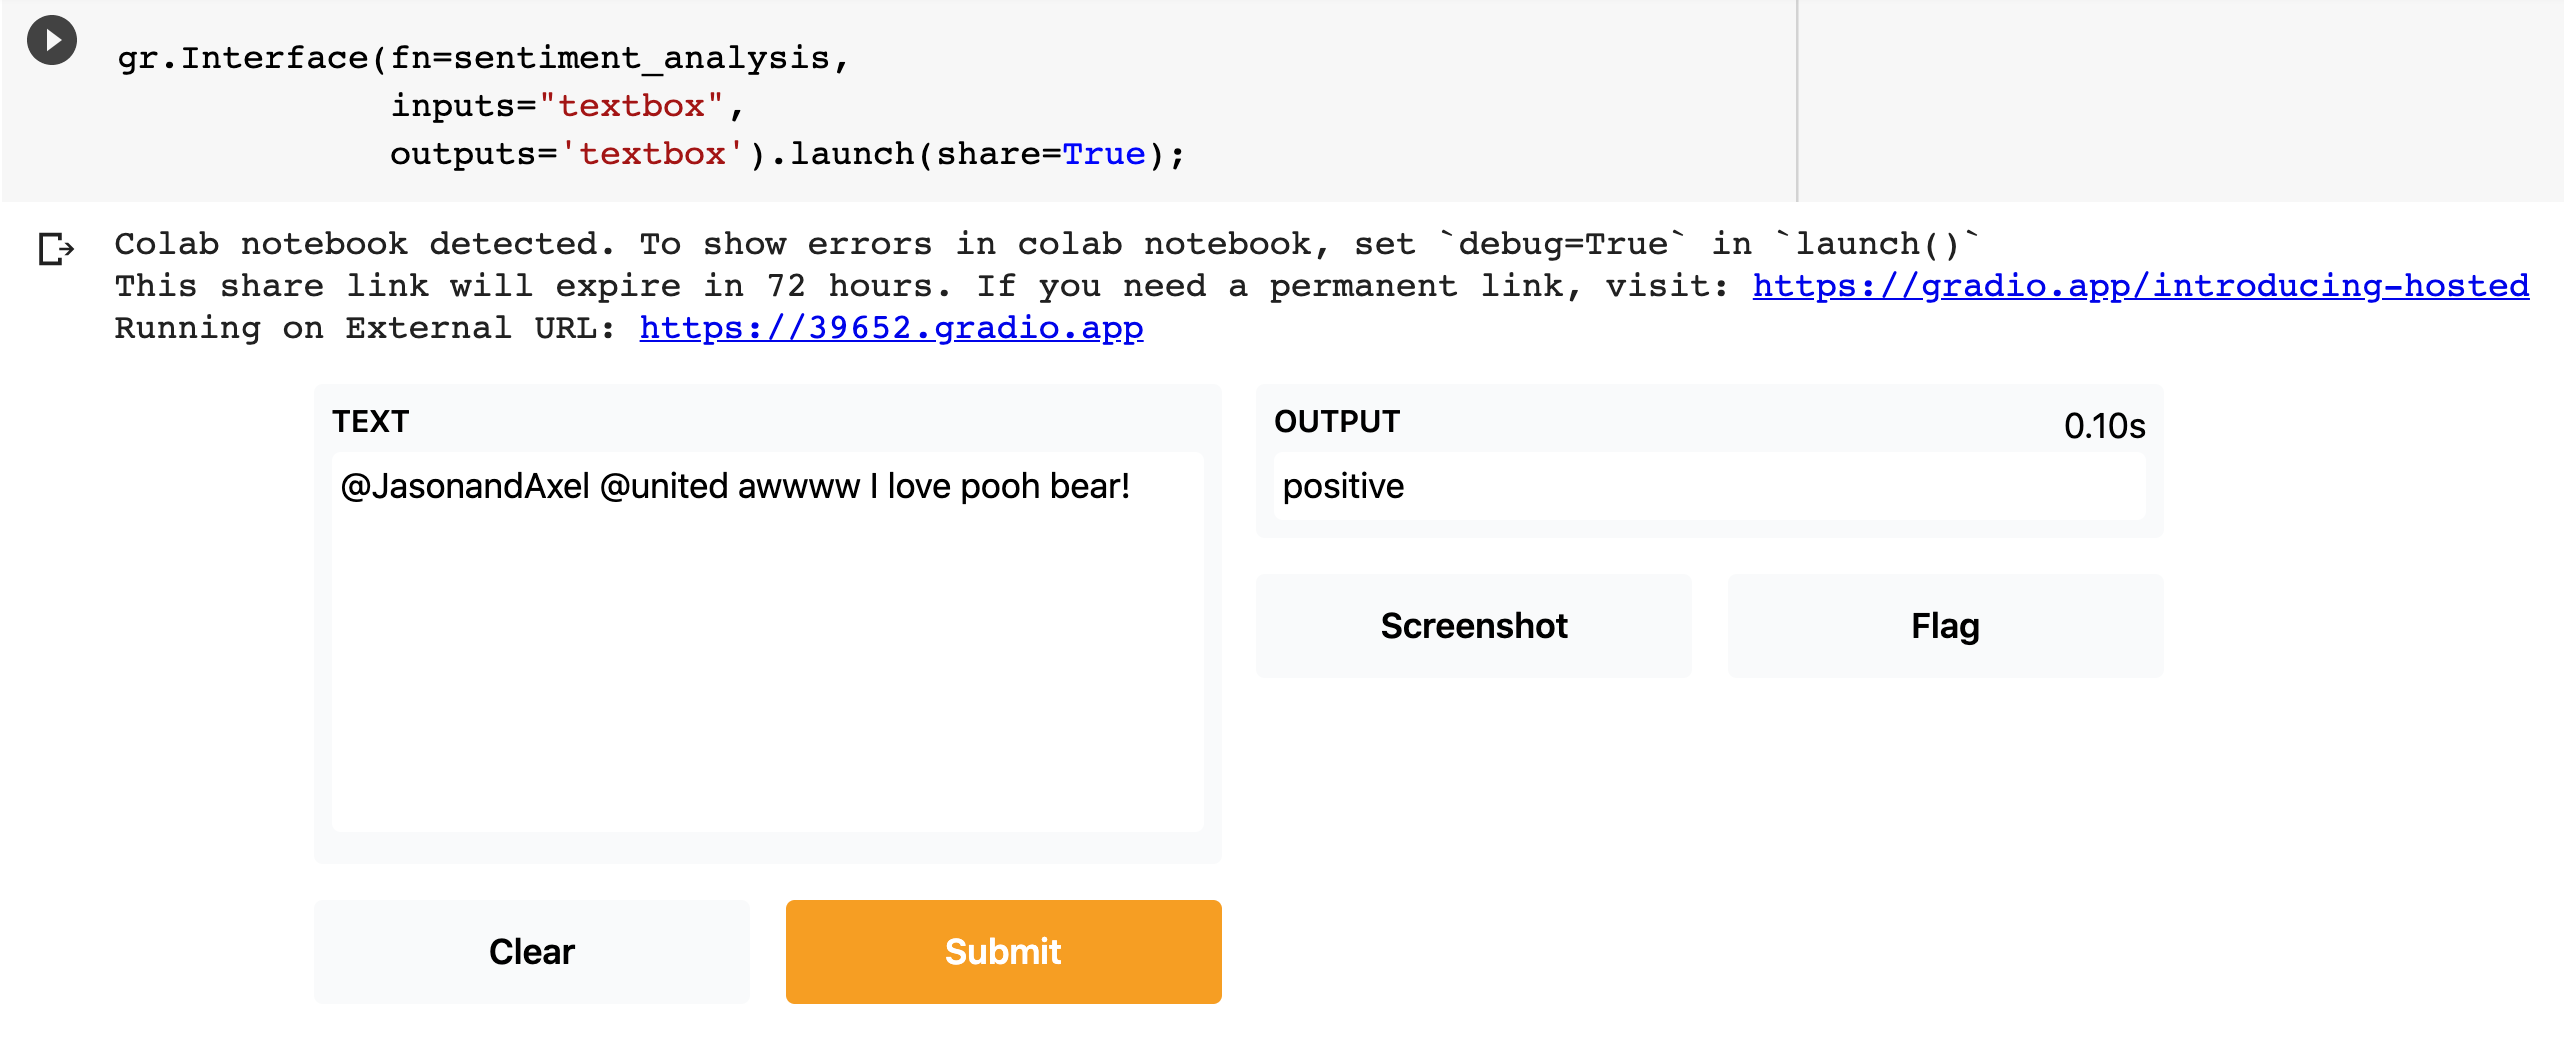 gr.Interface(fn=sentiment_analysis,
inputs="textbox",
outputs='textbox').launch(share=True);
Colab notebook detected. To show errors in colab notebook, set `debug=True` in `launch()`
This share link will expire in 72 hours. If you need a permanent link, visit: https://gradio.app/introducing-hosted
Running on External URL: https://39652.gradio.app
TEXT
@JasonandAxel @united awwww I love pooh bear!
OUTPUT 0.10s
positive
Screenshot Flag
Clear Submit